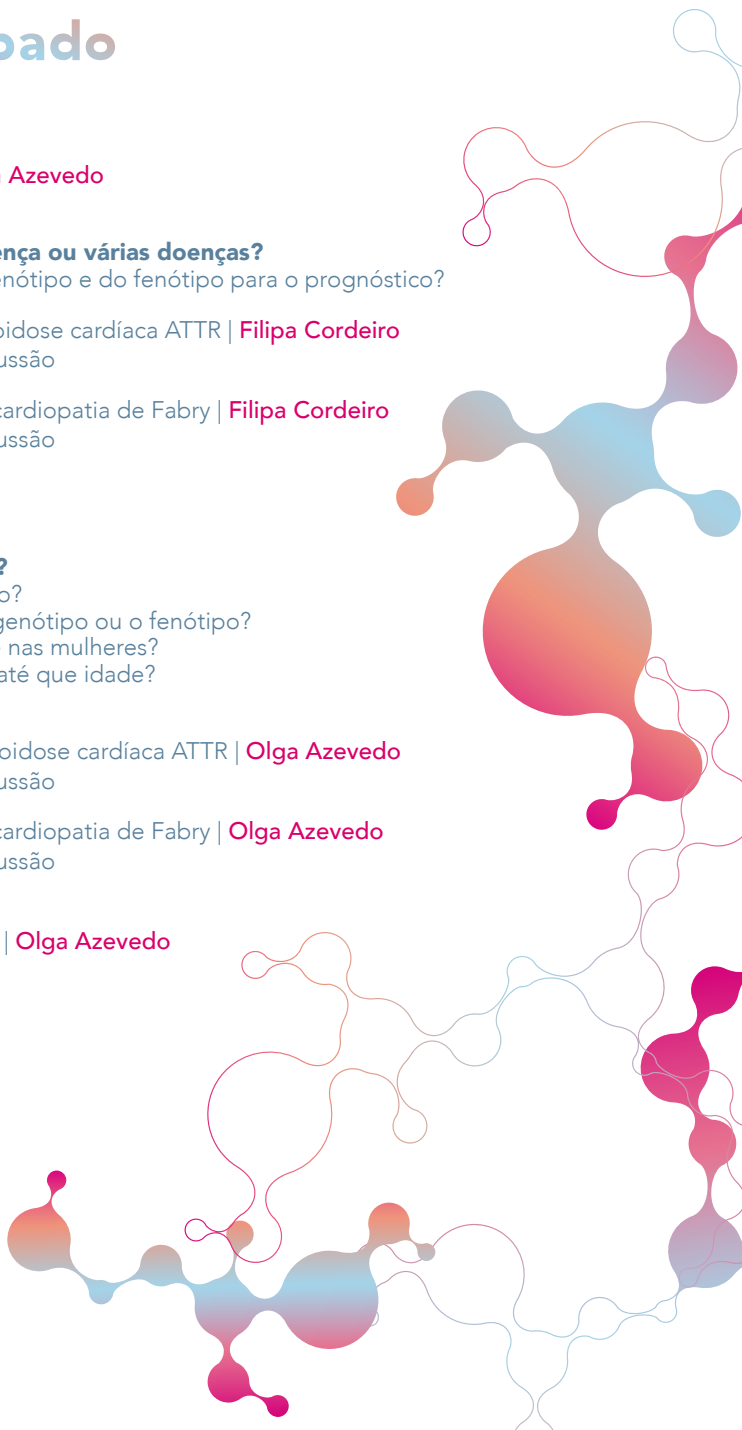 bado
Azevedo
ença ou várias doenças?
enótipo e do fenótipo para o prognóstico?
oidose cardíaca ATTR | Filipa Cordeiro
ussão
cardiopatia de Fabry | Filipa Cordeiro
ussão
?
o?
genótipo ou o fenótipo?
nas mulheres?
até que idade?
oidose cardíaca ATTR | Olga Azevedo
ussão
cardiopatia de Fabry | Olga Azevedo
ussão
| Olga Azevedo